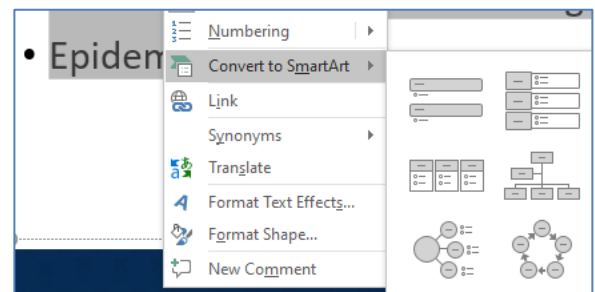 Numbering
• Epidem
Convert to SmartArt
Link
Synonyms
Translate
Format Text Effects...
Format Shape...
New Comment